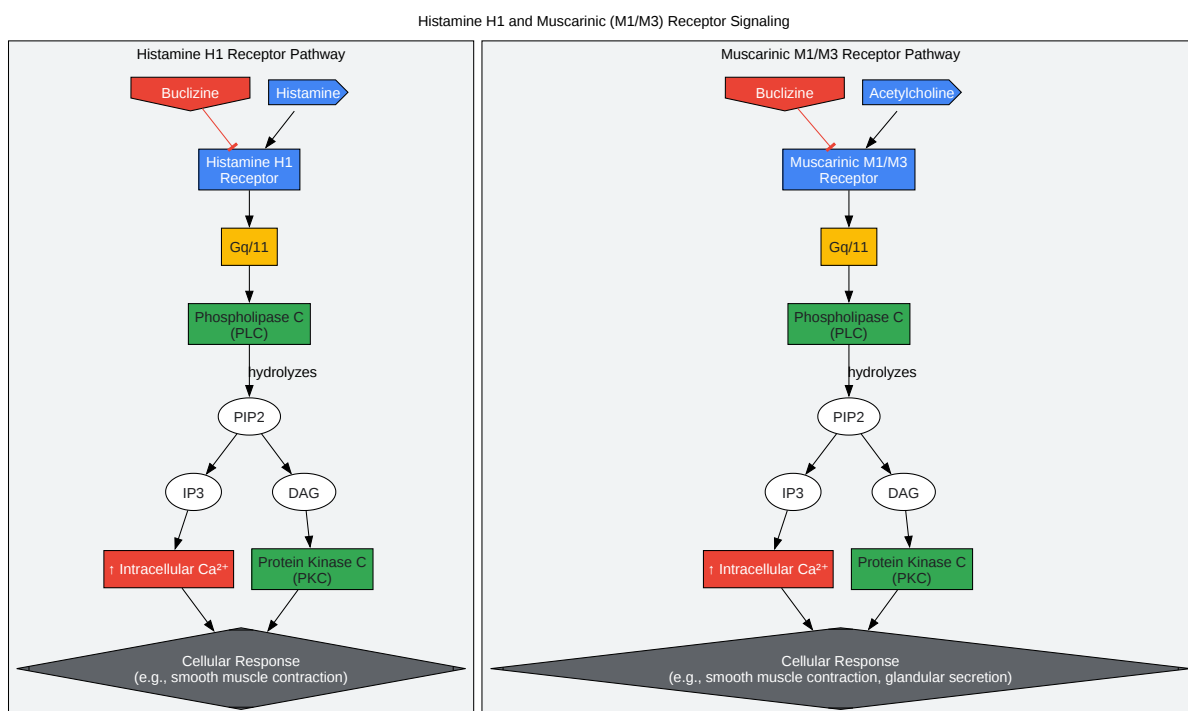 Histamine H1 and Muscarinic (M1/M3) Receptor Signaling
Histamine H1 Receptor Pathway
Buclizine
Histamine
Histamine H1
Receptor
Gq/11
Phospholipase C
(PLC)
hydrolyzes
PIP2
IP3
DAG
↑ Intracellular Ca²⁺
Protein Kinase C
(PKC)
Cellular Response
(e.g., smooth muscle contraction)
Muscarinic M1/M3 Receptor Pathway
Buclizine
Acetylcholine
Muscarinic M1/M3
Receptor
Gq/11
Phospholipase C
(PLC)
hydrolyzes
PIP2
IP3
DAG
↑ Intracellular Ca²⁺
Protein Kinase C
(PKC)
Cellular Response
(e.g., smooth muscle contraction, glandular secretion)